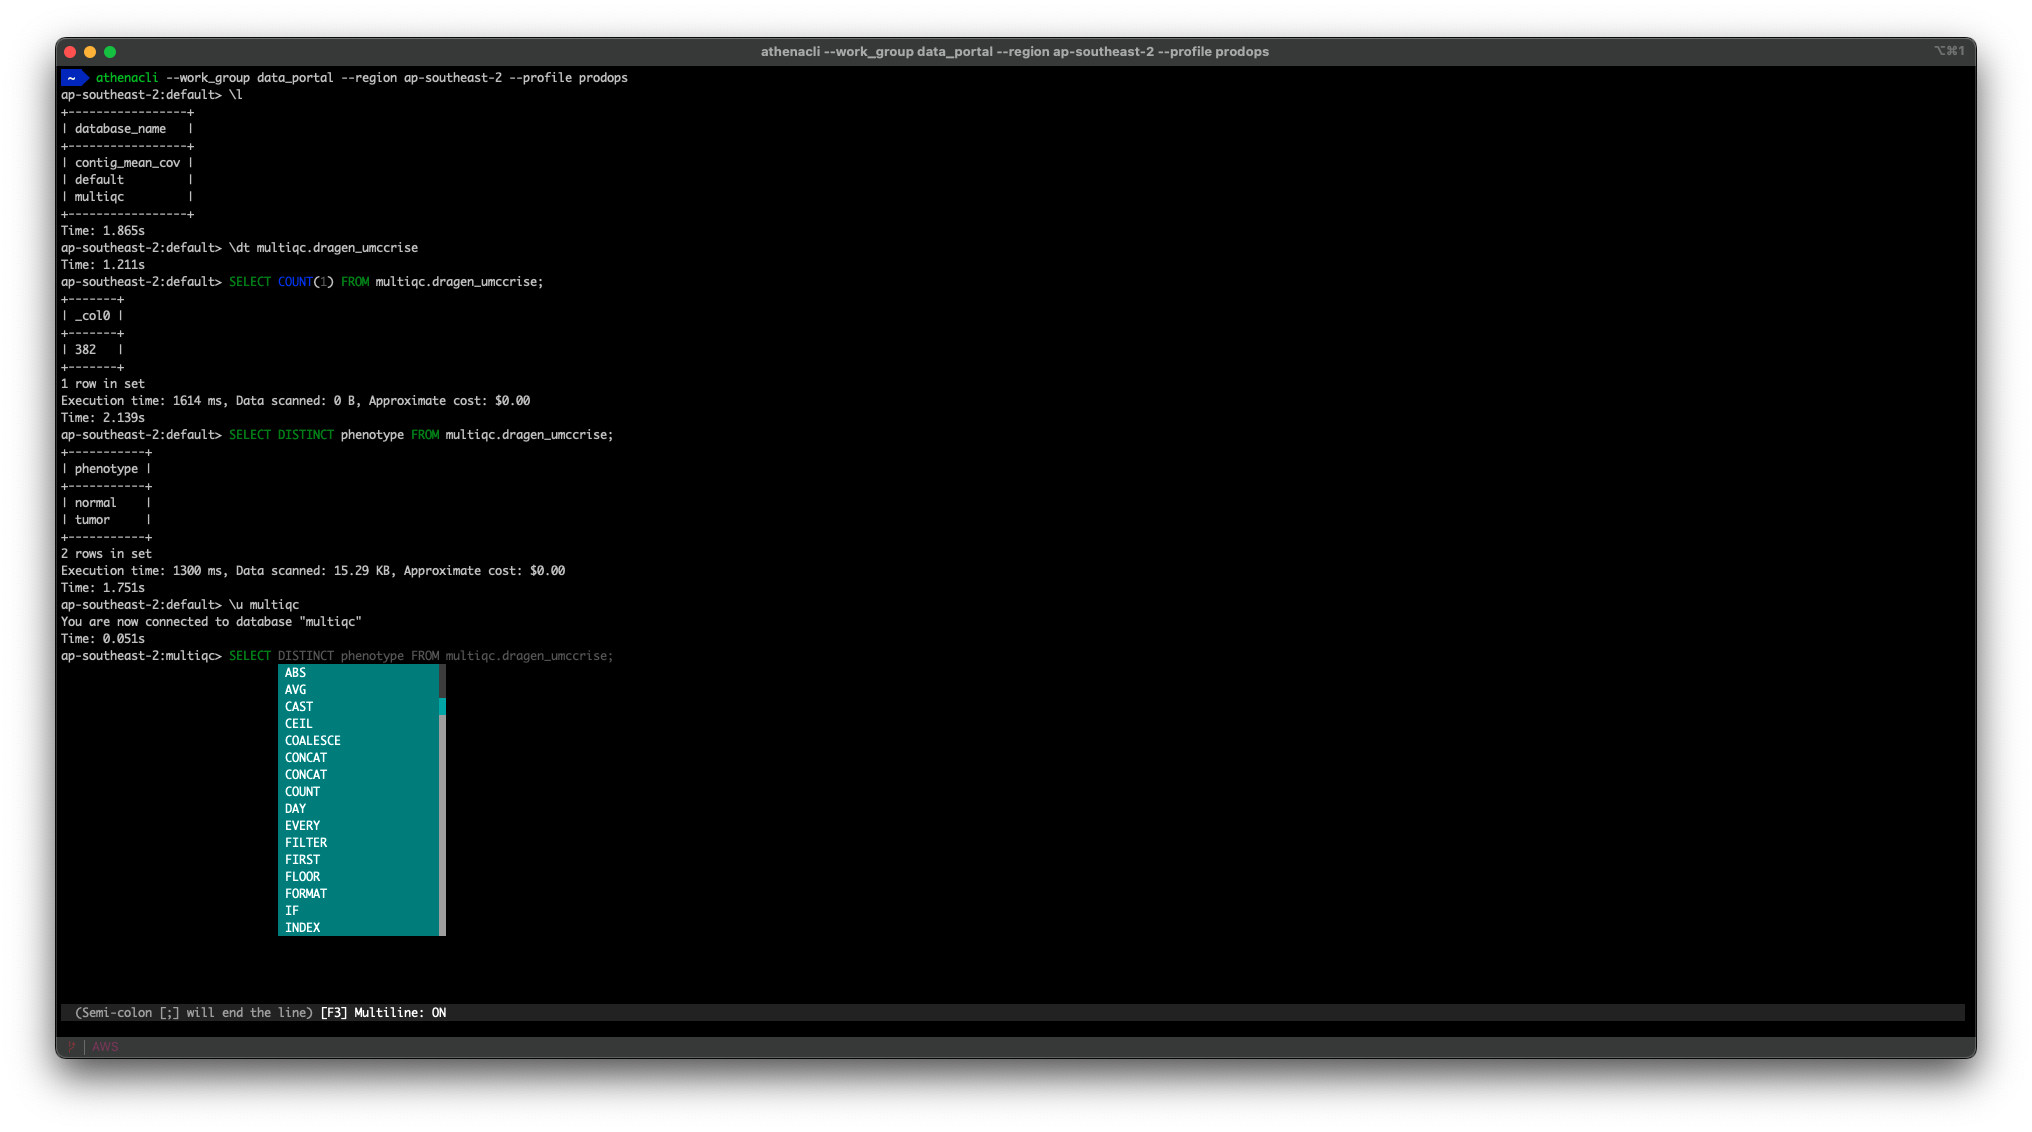 athenacli --work_group data_portal --region ap-southeast-2 --profile prodops
⌥⌘1
~ athenacli --work_group data_portal --region ap-southeast-2 --profile prodops
ap-southeast-2:default> \l
+-----------------+
| database_name   |
+-----------------+
| contig_mean_cov |
| default         |
| multiqc         |
+-----------------+
Time: 1.865s
ap-southeast-2:default> \dt multiqc.dragen_umccrise
Time: 1.211s
ap-southeast-2:default> SELECT COUNT(1) FROM multiqc.dragen_umccrise;
+-------+
| _col0 |
+-------+
| 382   |
+-------+
1 row in set
Execution time: 1614 ms, Data scanned: 0 B, Approximate cost: $0.00
Time: 2.139s
ap-southeast-2:default> SELECT DISTINCT phenotype FROM multiqc.dragen_umccrise;
+-----------+
| phenotype |
+-----------+
| normal    |
| tumor     |
+-----------+
2 rows in set
Execution time: 1300 ms, Data scanned: 15.29 KB, Approximate cost: $0.00
Time: 1.751s
ap-southeast-2:default> \u multiqc
You are now connected to database "multiqc"
Time: 0.051s
ap-southeast-2:multiqc> SELECT DISTINCT phenotype FROM multiqc.dragen_umccrise;
ABS
AVG
CAST
CEIL
COALESCE
CONCAT
CONCAT
COUNT
DAY
EVERY
FILTER
FIRST
FLOOR
FORMAT
IF
INDEX
(Semi-colon [;] will end the line) [F3] Multiline: ON
AWS